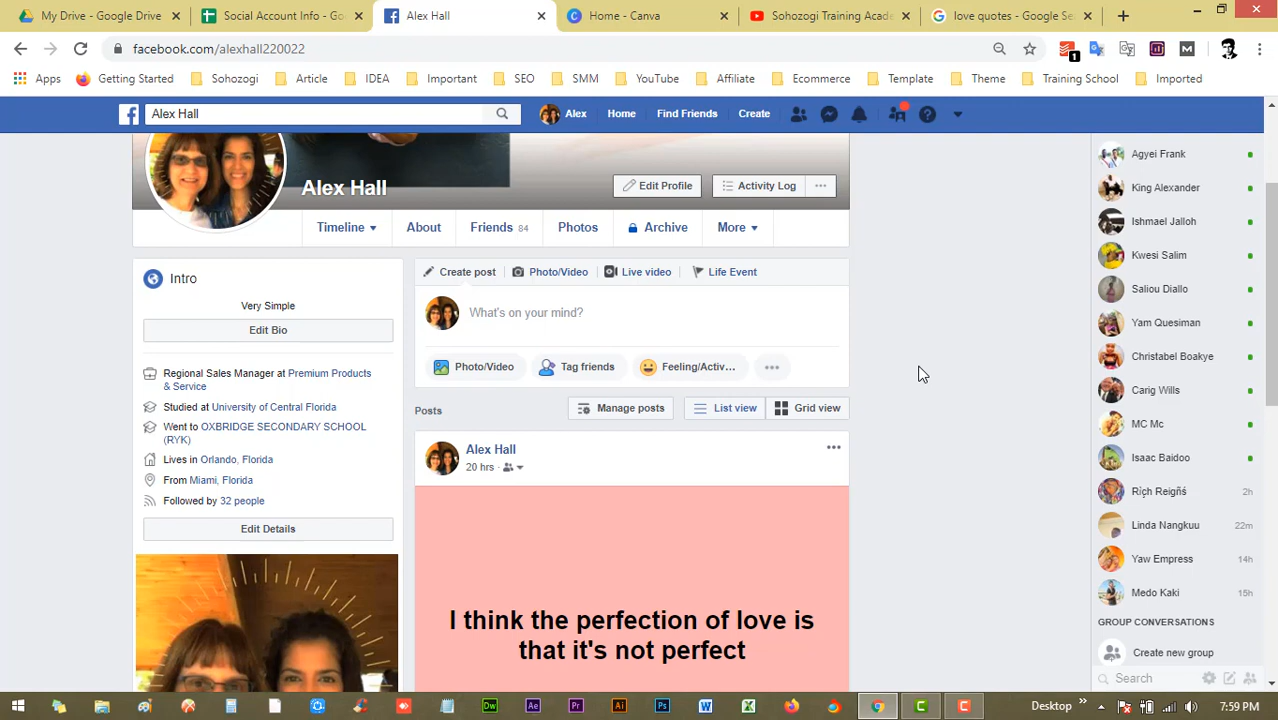 My Drive - Google Drive × Social Account Info - Go × Alex Hall × Home - Canva × Sohozogi Training Acade × love quotes - Google Se × +
facebook.com/alexhall220022
Apps Getting Started Sohozogi Article IDEA Important SEO SMM YouTube Affiliate Ecommerce Template Theme Training School Imported
Alex Hall Alex Home Find Friends Create
Alex Hall Edit Profile Activity Log
Timeline About Friends 84 Photos Archive More
Intro
Very Simple
Edit Bio
Regional Sales Manager at Premium Products
& Service
Studied at University of Central Florida
Went to OXBRIDGE SECONDARY SCHOOL
(RYK)
Lives in Orlando, Florida
From Miami, Florida
Followed by 32 people
Edit Details
Create post Photo/Video Live video Life Event
What's on your mind?
Photo/Video Tag friends Feeling/Activ...
Posts Manage posts List view Grid view
Alex Hall
20 hrs
I think the perfection of love is
that it's not perfect
Agyei Frank
King Alexander
Ishmael Jalloh
Kwesi Salim
Saliou Diallo
Yam Quesiman
Christabel Boakye
Carig Wills
MC Mc
Isaac Baidoo
Rïçh Reigñś 2h
Linda Nangkuu 22m
Yaw Empress 14h
Medo Kaki 15h
GROUP CONVERSATIONS
Create new group
Search
Desktop 7:59 PM